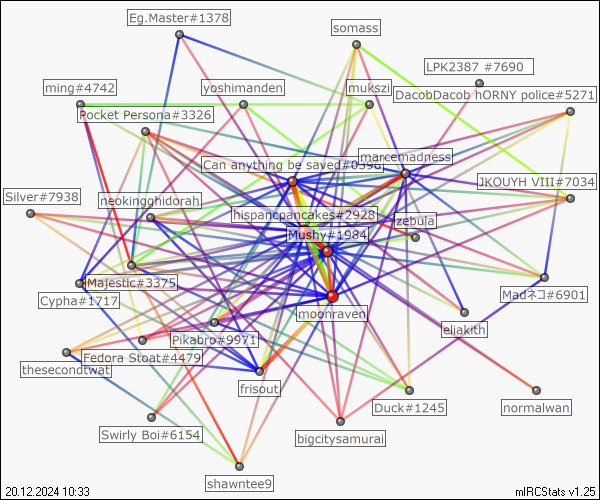 Eg.Master#1378
somass
LPK2387 #7690
ming#4742
yoshimanden
mukszi
DacobDacob hORNY police#5271
Pocket Persona#3326
marcemadness
Can anything be saved#0398
JKOUYH VIII#7034
Silver#7938
neokingghidorah
hispancpancakes#2928
zebula
Mushy#1984
Majestic#3375
Cypha#1717
Madネコ#6901
moonraven
eliakith
Pikabro#9971
Fedora Stoat#4479
thesecondtwat
frisout
Duck#1245
normalwan
Swirly Boi#6154
bigcitysamurai
shawntee9
20.12.2024 10:33
mIRCStats v1.25